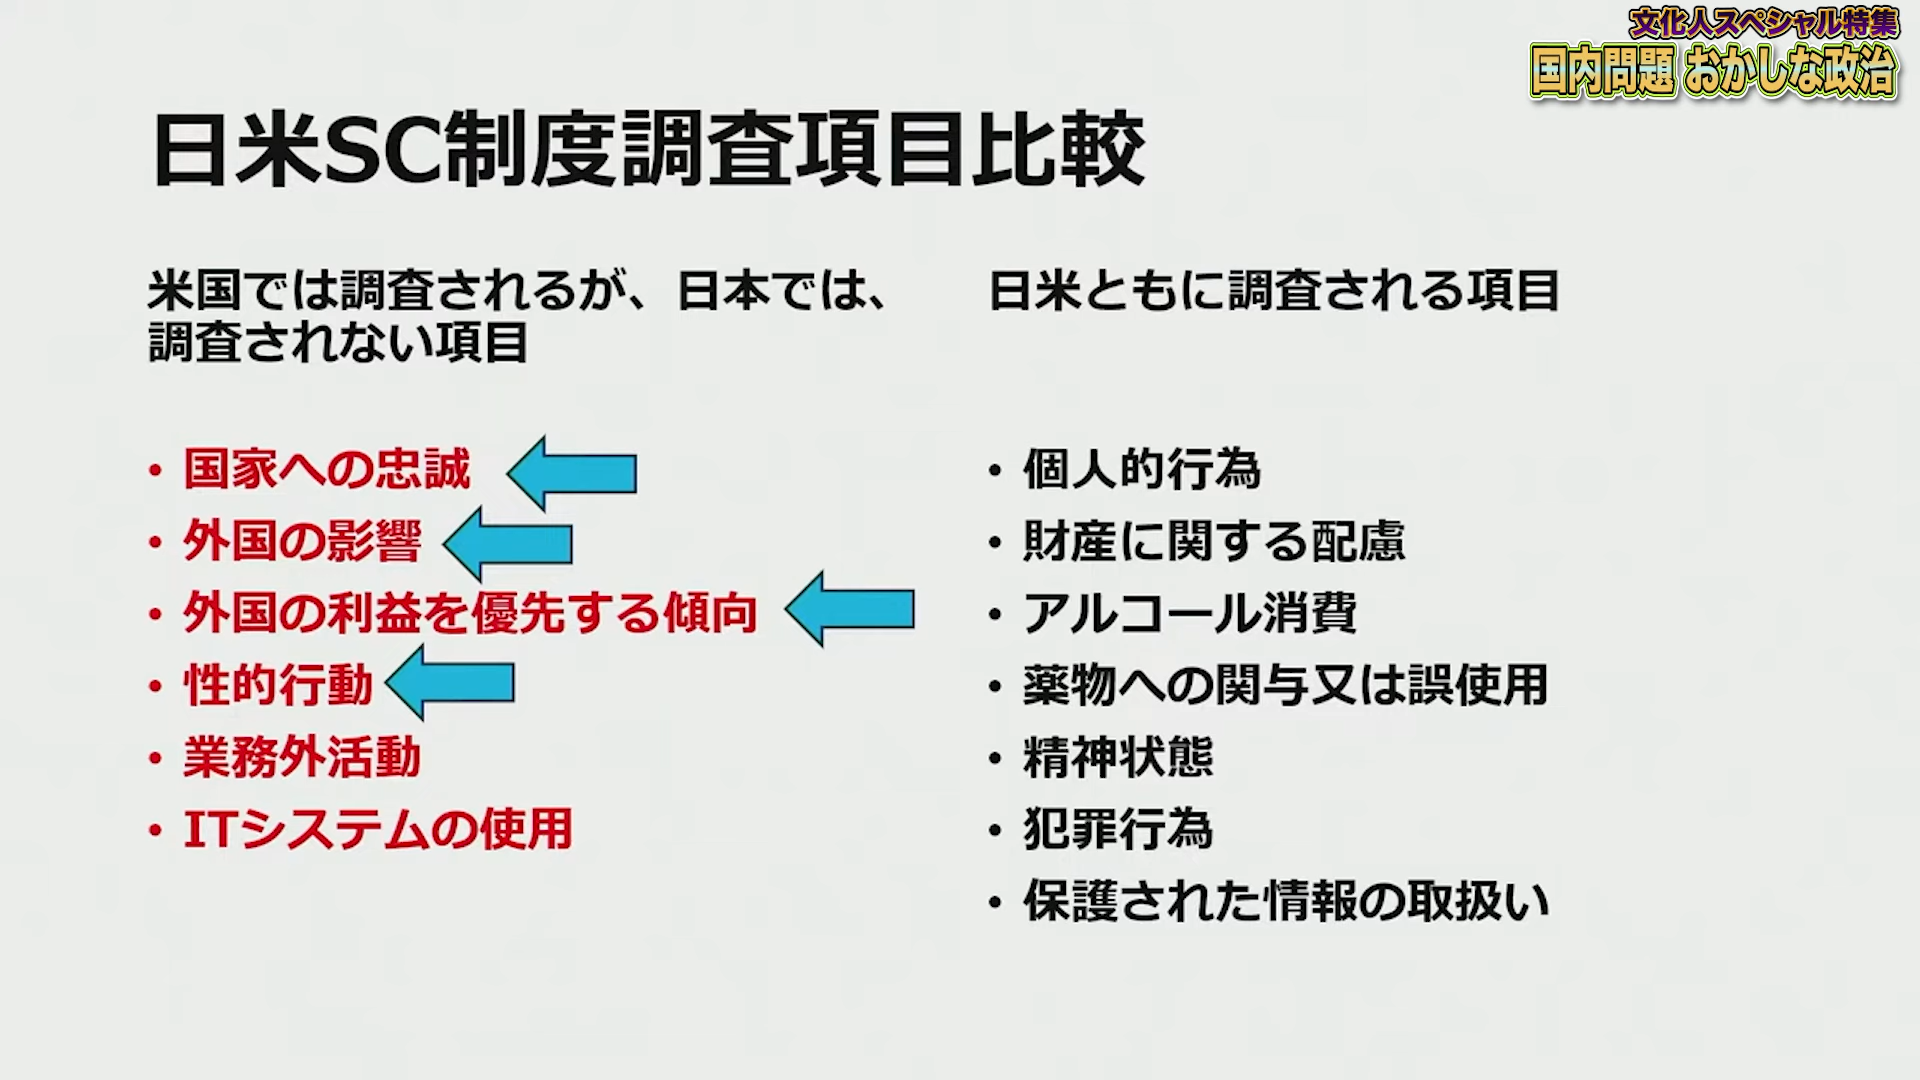 文化人スペシャル特集
国内問題 おかしな政治
日米SC制度調査項目比較
米国では調査されるが、日本では、
調査されない項目
• 国家への忠誠
• 外国の影響
• 外国の利益を優先する傾向
• 性的行動
• 業務外活動
• ITシステムの使用
日米ともに調査される項目
• 個人的行為
• 財産に関する配慮
• アルコール消費
• 薬物への関与又は誤使用
• 精神状態
• 犯罪行為
• 保護された情報の取扱い